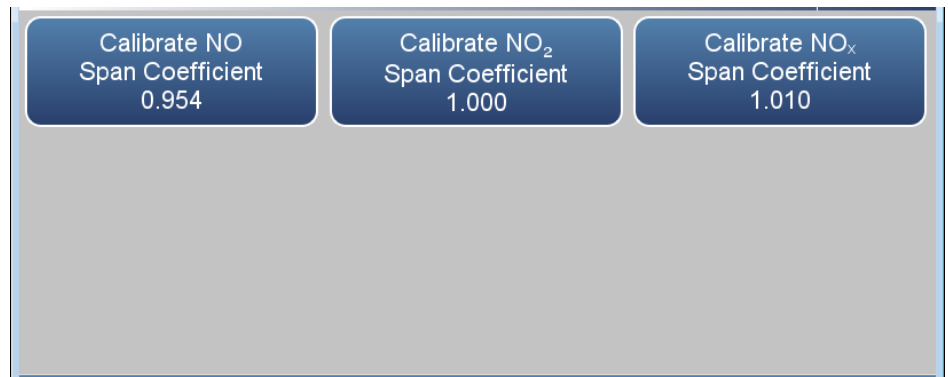 Calibrate NO
Span Coefficient
0.954
Calibrate NO₂
Span Coefficient
1.000
Calibrate NOₓ
Span Coefficient
1.010